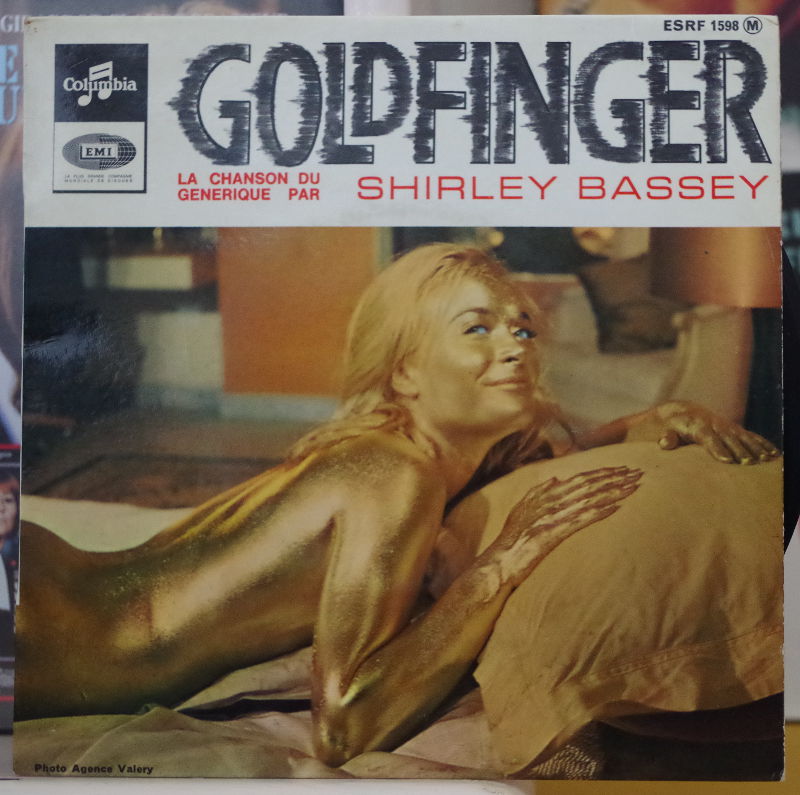 ESRF 1598 M
Columbia
GOLDFINGER
EMI
LA PLUS GRANDE COMPAGNIE
MONDIALE DE DISQUES
LA CHANSON DU
GENERIQUE PAR
SHIRLEY BASSEY
Photo Agence Valery